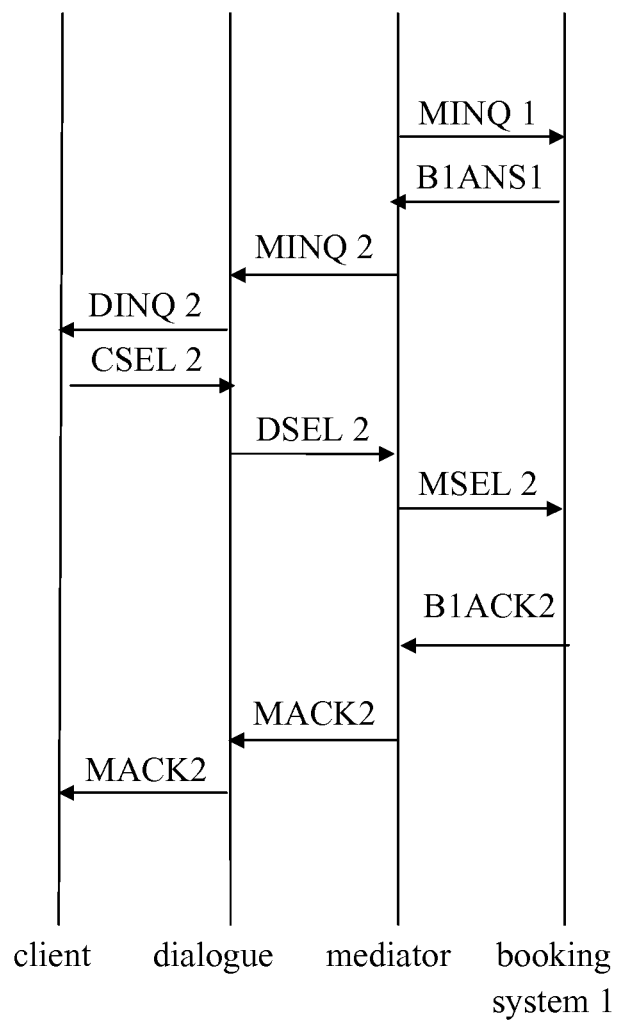 MINQ 1
B1ANS1
MINQ 2
DINQ 2
CSEL 2
DSEL 2
MSEL 2
B1ACK2
MACK2
MACK2
client dialogue mediator booking
system 1